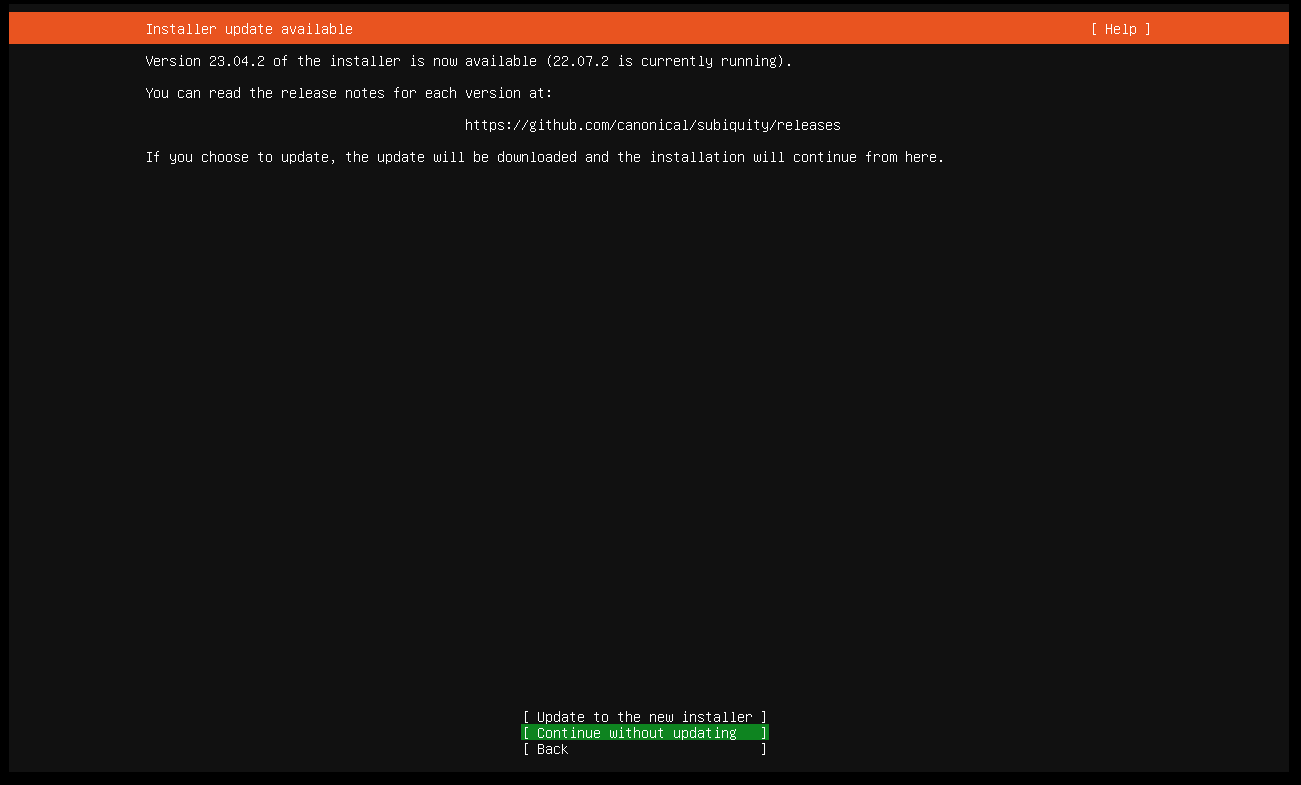 Installer update available [ Help ]
Version 23.04.2 of the installer is now available (22.07.2 is currently running).
You can read the release notes for each version at:
https://github.com/canonical/subiquity/releases
If you choose to update, the update will be downloaded and the installation will continue from here.
[ Update to the new installer ]
[ Continue without updating ]
[ Back ]